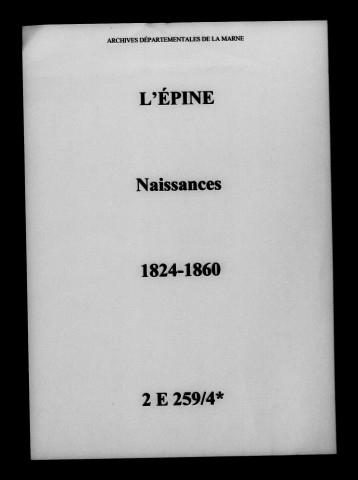 ARCHIVES DÉPARTEMENTALES DE LA MARNE
L'ÉPINE
Naissances
1824-1860
2 E 259/4*